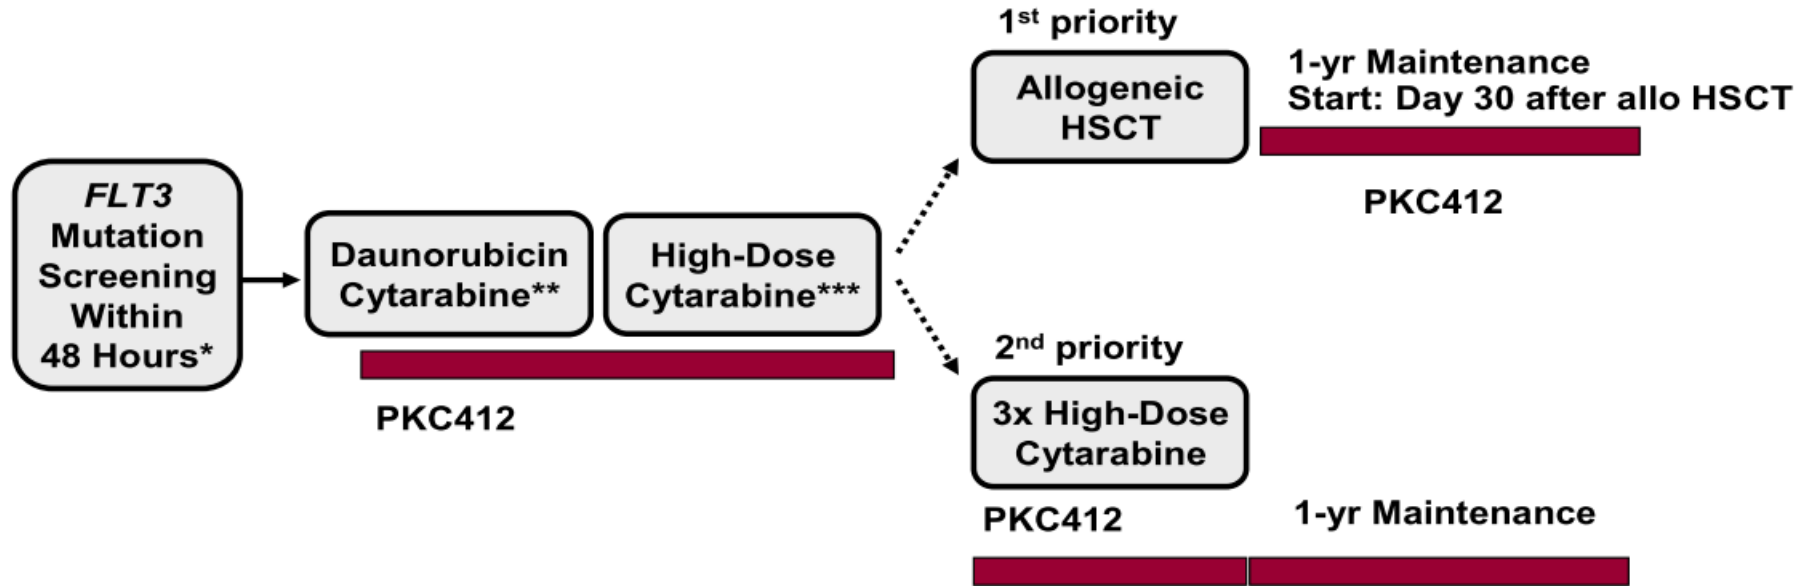 FLT3
Mutation
Screening
Within
48 Hours*
Daunorubicin
Cytarabine**
High-Dose
Cytarabine***
PKC412
1st priority
Allogeneic
HSCT
1-yr Maintenance
Start: Day 30 after allo HSCT
PKC412
2nd priority
3x High-Dose
Cytarabine
PKC412
1-yr Maintenance